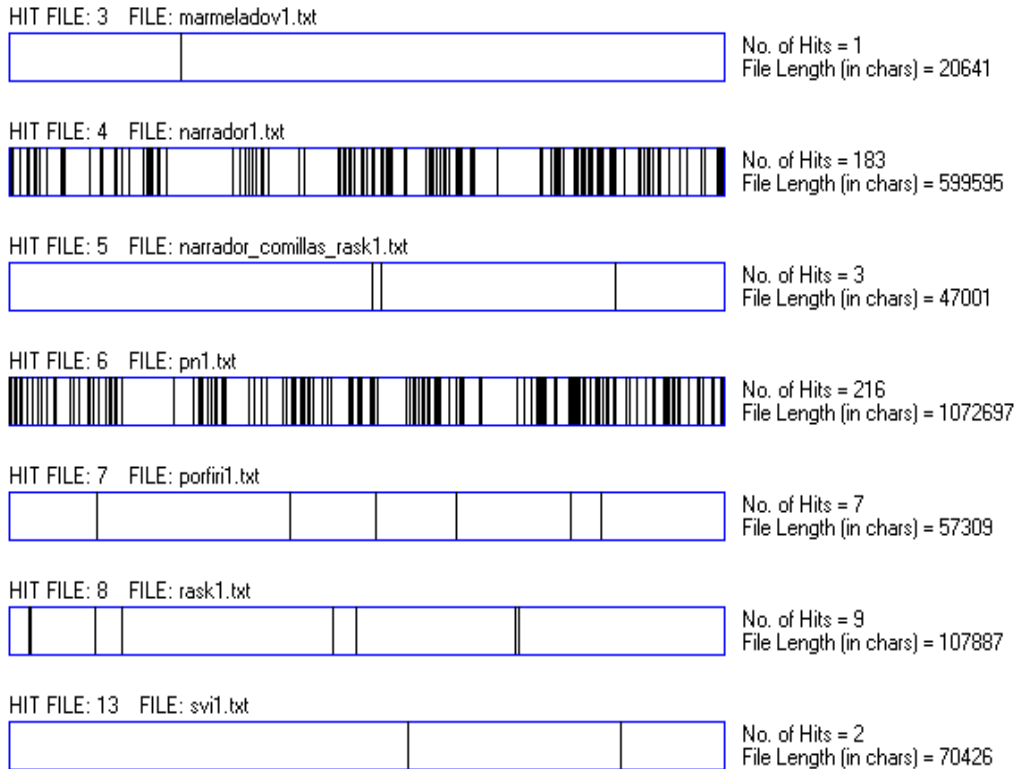 HIT FILE: 3 FILE: marmeladov1.txt
No. of Hits = 1
File Length (in chars) = 20641
HIT FILE: 4 FILE: narrador1.txt
No. of Hits = 183
File Length (in chars) = 599595
HIT FILE: 5 FILE: narrador_comillas_rask1.txt
No. of Hits = 3
File Length (in chars) = 47001
HIT FILE: 6 FILE: pn1.txt
No. of Hits = 216
File Length (in chars) = 1072697
HIT FILE: 7 FILE: porfiri1.txt
No. of Hits = 7
File Length (in chars) = 57309
HIT FILE: 8 FILE: rask1.txt
No. of Hits = 9
File Length (in chars) = 107887
HIT FILE: 13 FILE: svi1.txt
No. of Hits = 2
File Length (in chars) = 70426